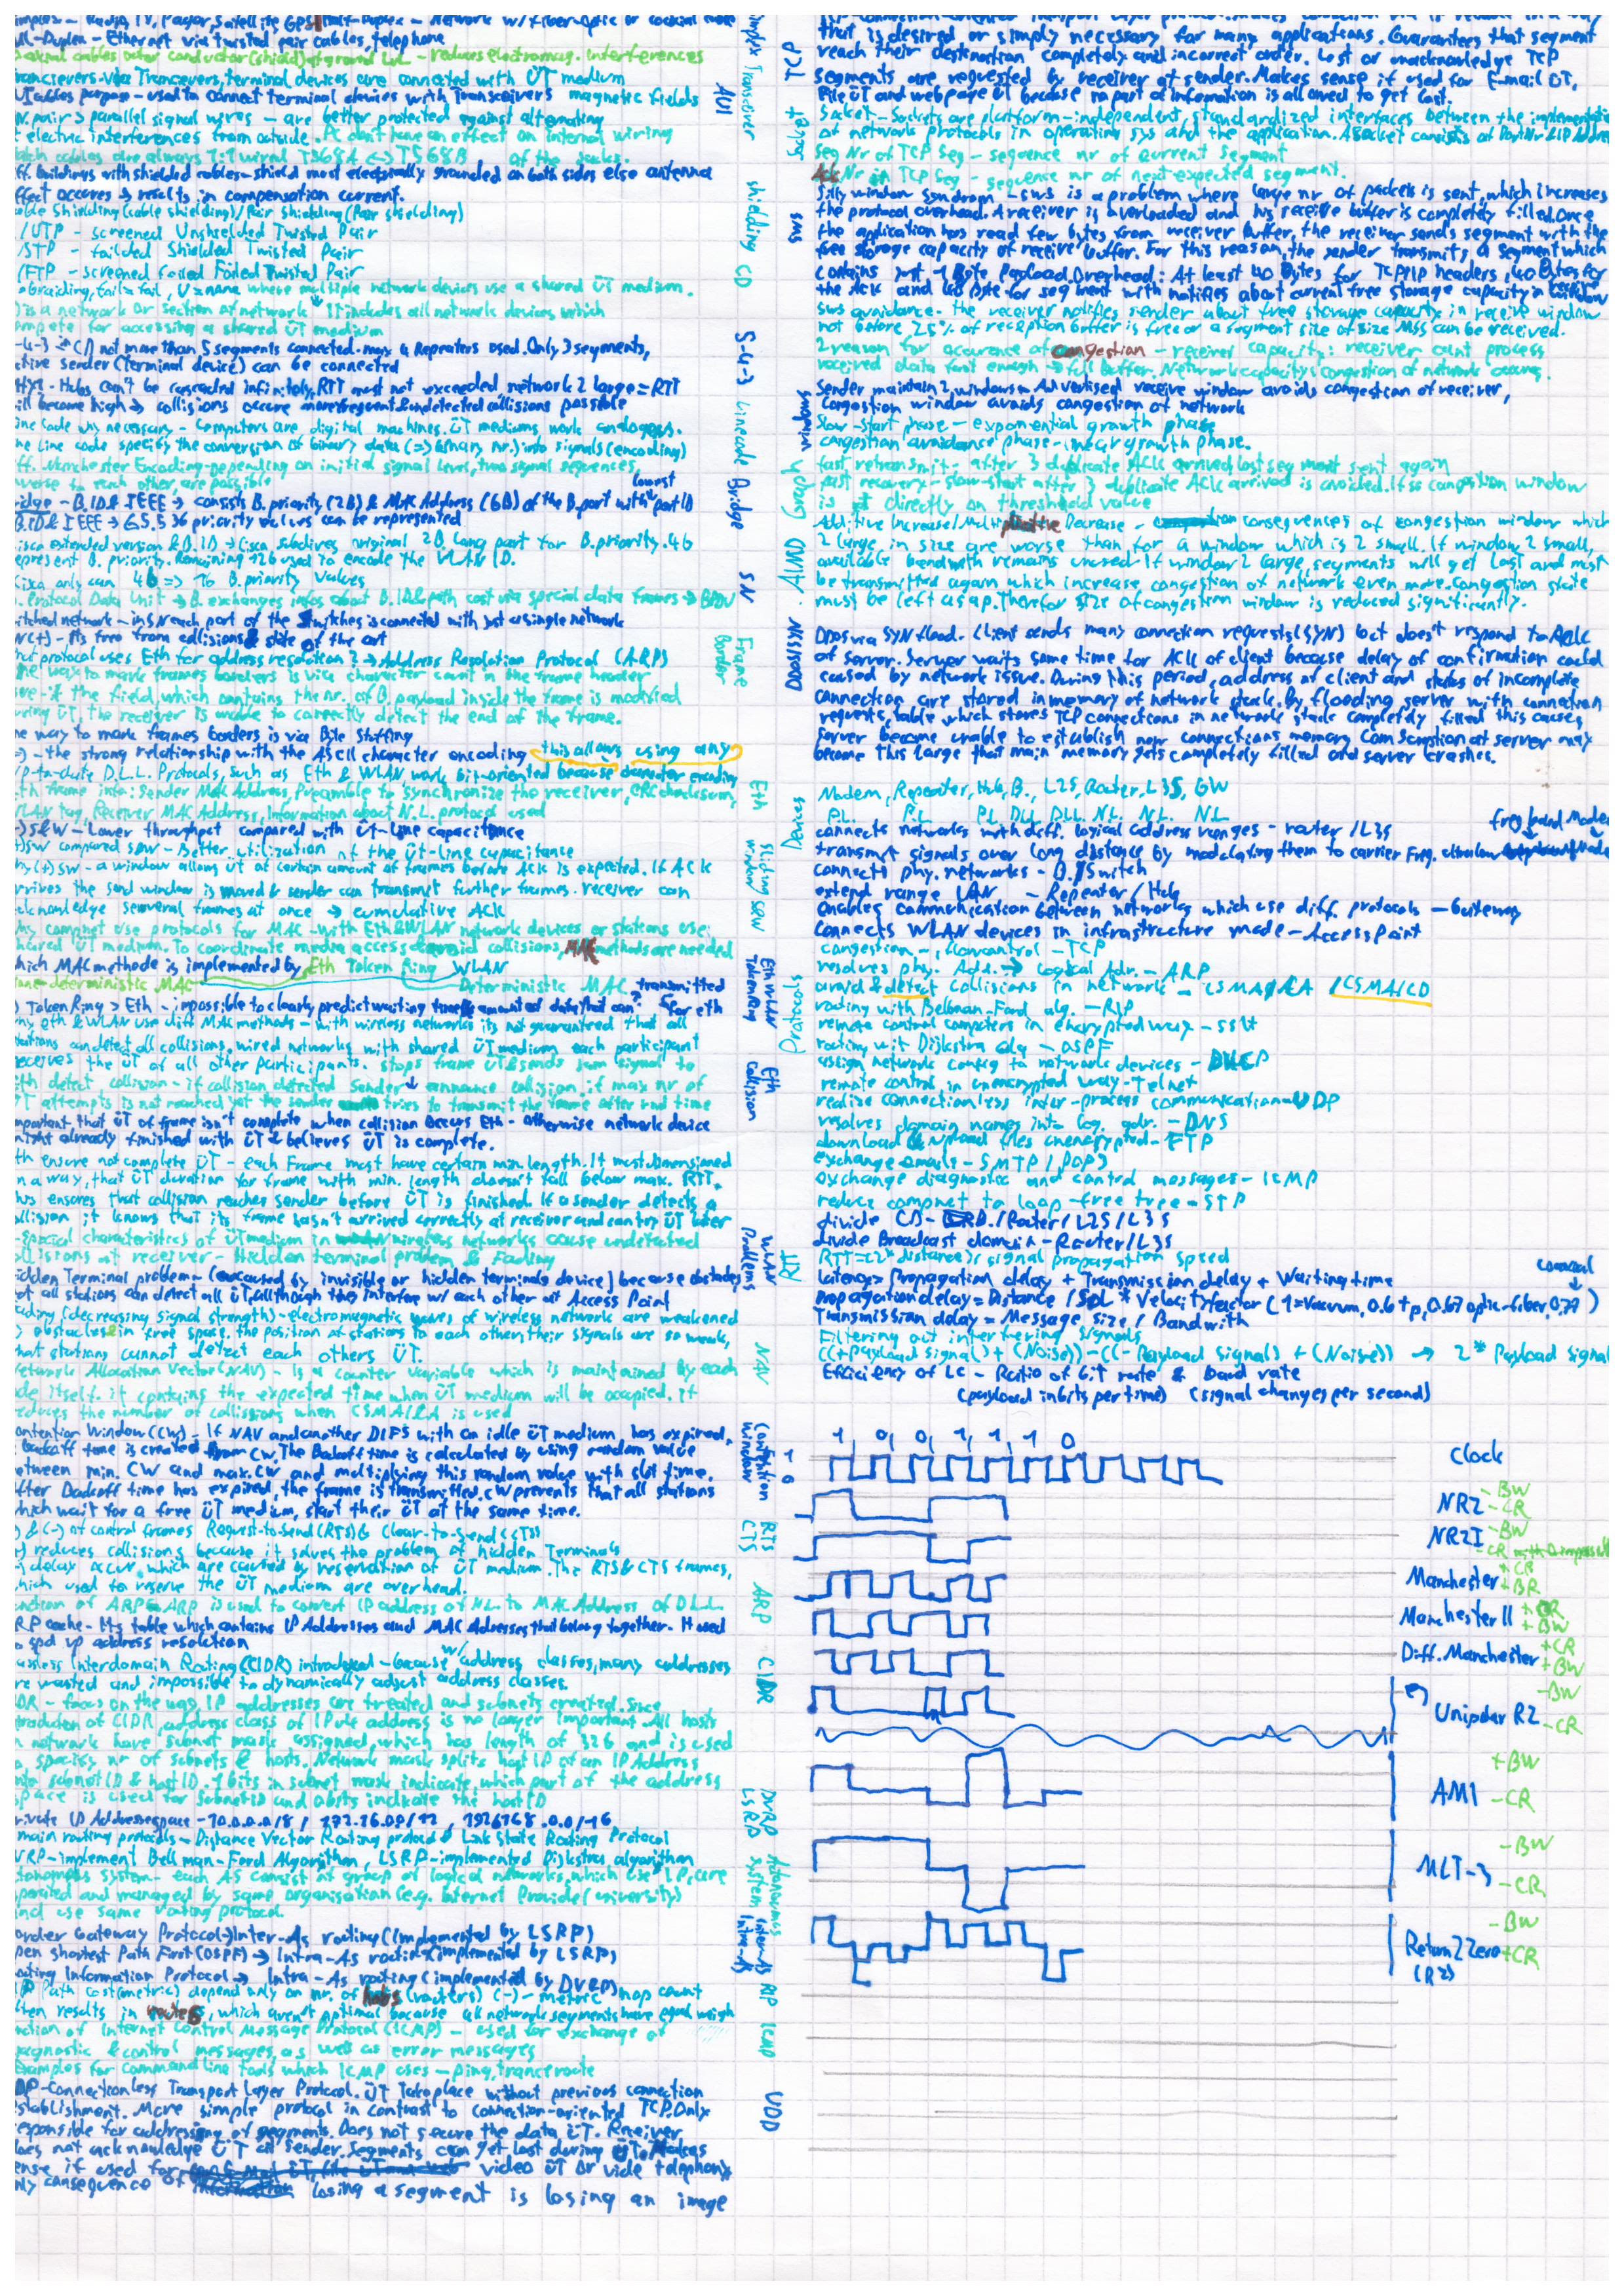 Full-Duplex - Ethernet via twisted pair cables, telephone
coaxial cables outer conductor (shield) at ground - reduces electromag. interferences
Trancievers - via Trancievers, terminal devices are connected with ÜT medium
cables purpose - used to connect terminal devices with Transceivers magnetic fields
pair > parallel signal wires - are better protected against alternating
electric interferences from outside. don't have an effect on internal wiring
cables are always 1:1 wired T568A <=> T568B of the jacks.
diff. buildings with shielded cables - shield most electrically grounded on both sides else antenna
effect occures → results in compensation current.
Cable Shielding (cable shielding) / Pair Shielding (Pair shielding)
/UTP - screened Unshielded Twisted Pair
/STP - foiled Shielded Twisted Pair
/FTP - screened foiled Foiled Twisted Pair
Braiding, foil = foil, U = none where multiple network devices use a shared ÜT medium.
is a network or section of network. It includes all network devices which
compete for accessing a shared ÜT medium
-4-3 not more than 5 segments connected. max 4 Repeaters used. Only 3 segments,
active sender (terminal device) can be connected
- Hubs can't be cascaded infinitely, RTT must not exceeded network 2 large = RTT
will become high → collisions occure more frequent & undetected collisions possible
line code why necessary - Computers are digital machines. ÜT mediums work analogous.
line code specify the conversion of binary data (=> binary nr.) into signals (encoding)
Diff. Manchester Encoding - depending on initial signal level, two signal sequences,
inverse to each other, are possible
lowest
Bridge - B.ID & IEEE → consists B. priority (2B) & MAC Address (6B) of the B. port with port ID
B.ID & IEEE → 65.536 priority values can be represented
Cisco extended version & B.ID → Cisco subdives original 2B long part for B. priority. 4b
represent B. priority. Remaining 12b used to encode the VLAN ID.
Cisco only can 4b => 16 B. priority values
B. Protocol Data Unit → B. exchanges infos about B.ID & path cost via special data frames → BPDU
switched network - in SN each part of the Switches is connected with just a single network
(+) - its free from collisions & state of the art
what protocol uses Eth for address resolution? → Address Resolution Protocol (ARP)
One way to mark frames borders is via character count in the frame header
- if the field, which contains the nr. of B. payload inside the frame is modified
during ÜT, the receiver is unable to correctly detect the end of the frame.
One way to mark frames borders is via Byte Stuffing
- the strong relationship with the ASCII character encoding this allows using any
Up-to-date D.L.L. Protocols, such as Eth & WLAN work bit-oriented because character encoding
Eth frame info: Sender MAC Address, Preamble to synchronize the receiver, CRC checksum,
VLAN tag, Receiver MAC Address, Information about N.L. protocol used
S&W - Lower throughput compared with ÜT-line capacitance
(+) SW compared S&W - Better utilization of the ÜT-line capacitance
(+) SW - a window allows ÜT of certain amount of frames before Ack is expected. If ACK
arrives the send window is moved & sender can transmit further frames. receiver can
acknowledge several frames at once → cumulative ACK
Why computer use protocols for MAC - with Eth & WLAN network devices or stations use
shared ÜT medium. To coordinate media access & avoid collisions, MAC methods are needed
Which MAC methode is implemented by Eth Token Ring WLAN
non-deterministic MAC Deterministic MAC transmitted
Token Ring > Eth - impossible to clearly predict waiting time & amount of data that can for eth
Why eth & WLAN use diff MAC methods - with wireless networks its not guaranteed that all
stations can detect all collisions, wired networks with shared ÜT medium each participant
receives the ÜT of all other participants. stops frame ÜT & sends jam signal to
Eth detect collision - if collision detected sender announce collision. if max nr of
ÜT attempts is not reached yet the sender tries to transmit the frame after rnd time
important that ÜT of frame isn't complete when collision occurs Eth - otherwise network device
might already finished with ÜT & believes ÜT is complete.
Eth ensure not complete ÜT - each Frame must have certain min. length. It must dimensioned
in a way, that ÜT duration for frame with min. length doesn't fall below max. RTT.
This ensures that collision reaches sender before ÜT is finished. If a sender detects a
collision it knows that its frame hasn't arrived correctly at receiver and can try ÜT later
- special characteristics of ÜT medium in wireless networks cause undetected
collisions at receiver - Hidden terminal problem & Fading
Hidden Terminal problem - (caused by invisible or hidden terminals device) because obstacles,
not all stations can detect all ÜT, although they interfere w/ each other at Access Point
Fading (decreasing signal strength) - electromagnetic waves of wireless network are weakened
obstacles in free space. the position of stations to each other their signals are so weak,
that stations cannot detect each others ÜT.
Network Allocation Vector (NAV) - Is a counter variable which is maintained by each
node itself. it contains the expected time when ÜT medium will be occupied. it
reduces the number of collissions when CSMA/CA is used
Contention Window (CW) - If NAV and another DIFS with an idle ÜT medium has expired,
backoff time is created from CW. The Backoff time is calculated by using random value
between min. CW and max. CW and multiplying this random value with slot time.
After Backoff time has expired, the frame is transmitted. CW prevents that all stations
which wait for a free ÜT medium, start their ÜT at the same time.
& (-) of control frames Request-to-Send (RTS) & Clear-to-Send (CTS)
reduces collisions because it solves the problem of hidden Terminals
delay occur, which are caused by reservation of ÜT medium. The RTS & CTS frames,
which used to reserve the ÜT medium are overhead.
function of ARP - ARP is used to convert IP address of N.L. to MAC Address of D.L.L.
ARP cache - Its table which contains IP Addresses and MAC Addresses that belong together. It used
spd up address resolution
Classless Interdomain Routing (CIDR) introduced - because w/ address classes, many addresses
are wasted and impossible to dynamically adjust address classes.
CIDR - focus on the way IP addresses are treated and subnets created. Since
introduction of CIDR, address class of IPv4 address is no longer important. All hosts
in network have subnet mask assigned, which has length of 32b and is used
specify nr of subnets & hosts. Network mask splits host ID of an IP Address
into subnet ID & host ID. 1 bits in subnet mask indicate, which part of the address
space is used for Subnet ID and 0 bits indicate the host ID
Private IP Addressespace - 10.0.0.0/8 / 172.16.0.0/12, 192.168.0.0/16
main routing protocols - Distance Vector Routing protocol & Link State Routing Protocol
DVRP - implement Bellman-Ford Algorithm, LSRP - implemented Dijkstras algorithm
Autonomous system - each AS consist of group of logical networks, which use IP, are
operated and managed by same organisation (e.g. Internet Provider (university)
and use same routing protocol.
Border Gateway Protocol → Inter-As routing (implemented by LSRP)
Open Shortest Path First (OSPF) → Intra-As routing (implemented by LSRP)
Routing Information Protocol → Intra-As routing (implemented by DVRP)
Path cost (metric) depend only on nr. of hops (routers) (-) - metric hop count
often results in routes, which aren't optimal because all network segments have equal weigh
function of Internet Control Message Protocol (ICMP) - used for exchange of
diagnostic & control messages, as well as error messages
Examples for command line tools which ICMP uses - ping, traceroute
UDP - Connectionless Transport Layer Protocol. ÜT Take place without previous connection
establishment. More simple protocol in contrast to connection-oriented TCP. Only
responsible for addressing of segments. Does not secure the data ÜT. Receiver
does not acknowledge ÜT at sender. Segments can get lost during ÜT. Makes
sense if used for video ÜT or video telephony
only consequence of losing a segment is losing an image
Simplex Transceiver
AUI
shielding
CD
5-4-3
Linecode
Bridge
SN
Frame
Border
Eth
sliding
window S&W
Eth WLAN
Token Ring
Eth
Collision
WLAN
Problems
NAV
Contention
Window
RTS
CTS
ARP
CIDR
DVRP
LSRP
Autonomous
System
Inter-AS
Intra-AS
RIP
ICMP
UDP
TCP
Socket
SWS
windows
Graph
AIMD
DDOS/SYN
Devices
Protocols
RTT
that is desired or simply necessary for many applications. Guarantees that segment
reach their destination completely and in correct order. Lost or unacknowledge TCP
segments are requested by receiver at sender. Makes sense if used for E-mail ÜT,
File ÜT and webpage ÜT because no part of information is allowed to get lost.
Socket - Sockets are platform-independent, standardized interfaces between the implementation
of network protocols in operating sys and the application. A Socket consists of Port Nr & IP Address
Seq Nr of TCP Seg - sequence nr of current segment
Ack Nr in TCP Seg - sequence nr of next expected segment.
Silly window syndrom - SWS is a problem where large nr of packets is sent, which increases
the protocol overhead. A receiver is overloaded and his receive buffer is completely filled. Once
the application has read few bytes from receiver buffer, the receiver sends segment with the
free storage capacity of receive buffer. For this reason, the sender transmits a segment which
contains just 1 Byte Payload. Overhead: At least 40 Bytes for TCP/IP headers, 40 Bytes for
the ACK and 40 Byte for segment with notifies about current free storage capacity in window
SWS avoidance. the receiver notifies sender about free storage capacity in receive window
not before 25% of reception buffer is free or a segment size of size MSS can be received.
2 reason for occurence of congestion - receiver capacity: receiver cant process
received data fast enough → full buffer. Network capacity: congestion of network occurs.
Sender maintain 2 windows - Advertised receive window avoids congestion of receiver,
Congestion window avoids congestion of network
Slow-start phase - exponential growth phase
congestion avoidance phase - linear growth phase.
fast retransmit - after 3 duplicate ACK arrived lost seg most sent again
fast recovery - slow-start after 3 duplicate ACK arrived is avoided. Its congestion window
is set directly on threshold value
Additive Increase/Multiplicative Decrease - consequences of congestion window which
2 large in size are worse than for a window which is 2 small. If window 2 small,
available bandwith remains unused. If window 2 large, segments will get lost and must
be transmitted again which increase congestion of network even more. congestion state
must be left asap. Therefor size of congestion window is reduced significantly.
DDOS via SYN flood. Client sends many connection requests (SYN) but doesn't respond to ACK
of server. Server waits some time for ACK of client because delay of confirmation could
caused by network issue. During this period, address of client and status of incomplete
connection are stored in memory of network stack. By flooding server with connection
requests, table which stores TCP connections in network stack completely filled this causes
server become unable to establish new connections, memory Comsumption at server may
become this large that main memory gets completely filled and server crashes.
Modem, Repeater, Hub, B., L2S, Router, L3S, GW
P.L. P.L P.L DLL DLL N.L. N.L. N.L
connects networks with diff. logical address ranges - router / L3S
transmit signals over long distance by modulating them to carrier Freq.
connects phy. networks - B./Switch
extend range LAN - Repeater / Hub
enables communication between networks which use diff. protocols - Gateway
Connects WLAN devices in infrastructure mode - Access Point
congestion, flowcontrol - TCP
resolves phy. Adr. → logical Adr. - ARP
avoid & detect Collisions in network - CSMA/CA /CSMA/CD
routing with Bellman-Ford alg. - RIP
remote control computers in encrypted way - SSH
routing wit Dijkstra alg - OSPF
assign network config to network devices - DHCP
remote control in unencrypted way - Telnet
realize connectionless inter-process communication - UDP
resolves domain names into log. adr. - DNS
download & upload files unencrypted - FTP
exchange emails - SMTP / POP3
exchange diagnostic and control messages - ICMP
reduce compnet to loop-free tree - STP
divide CD - B./Router/L2S/L3S
divide Broadcast domain - Router/L3S
RTT = 2*distance / signal propagation speed
Latency = Propagation delay + Transmission delay + Waiting time
coaxial
Propagation delay = Distance / SOL * Velocity factor (1 = Vacuum, 0.6 tp, 0.67 optic-fiber, 0.77)
Transmission delay = Message size / Bandwith
Filtering out interfering signals
((+Payload signal) + (Noise)) - ((-Payload signal) + (Noise)) → 2 * Payload signal
Efficiency of LC - Ratio of bit rate & baud rate
(payload in bits per time) (signal changes per second)
1 0 0 1 1 1 0
1
0
Clock
NRZ - BW - CR
NRZI - BW
Manchester + CR + BR
Manchester II + CR + BW
Diff. Manchester + CR + BW
Unipolar RZ - BW - CR
AMI + BW - CR
MLT-3 - BW - CR
Return 2 Zero - BW + CR
(RZ)